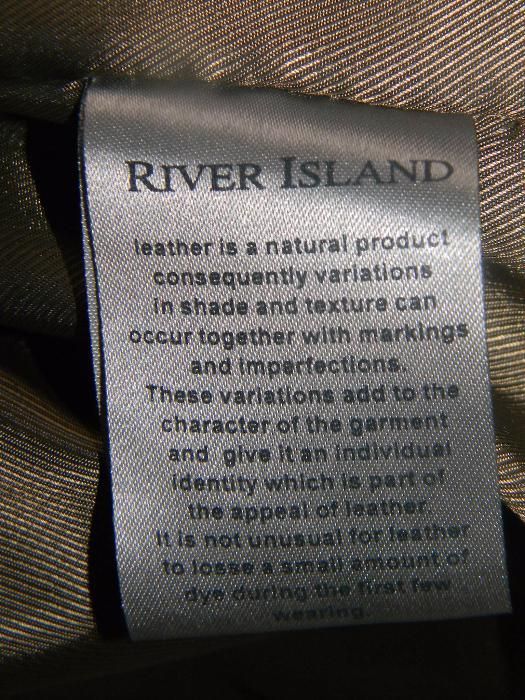 RIVER ISLAND
leather is a natural product
consequently variations
in shade and texture can
occur together with markings
and imperfections.
These variations add to the
character of the garment
and give it an individual
identity which is part of
the appeal of leather
It is not unusual for leather
to losse a small amount of
dye during the first few
wearing.